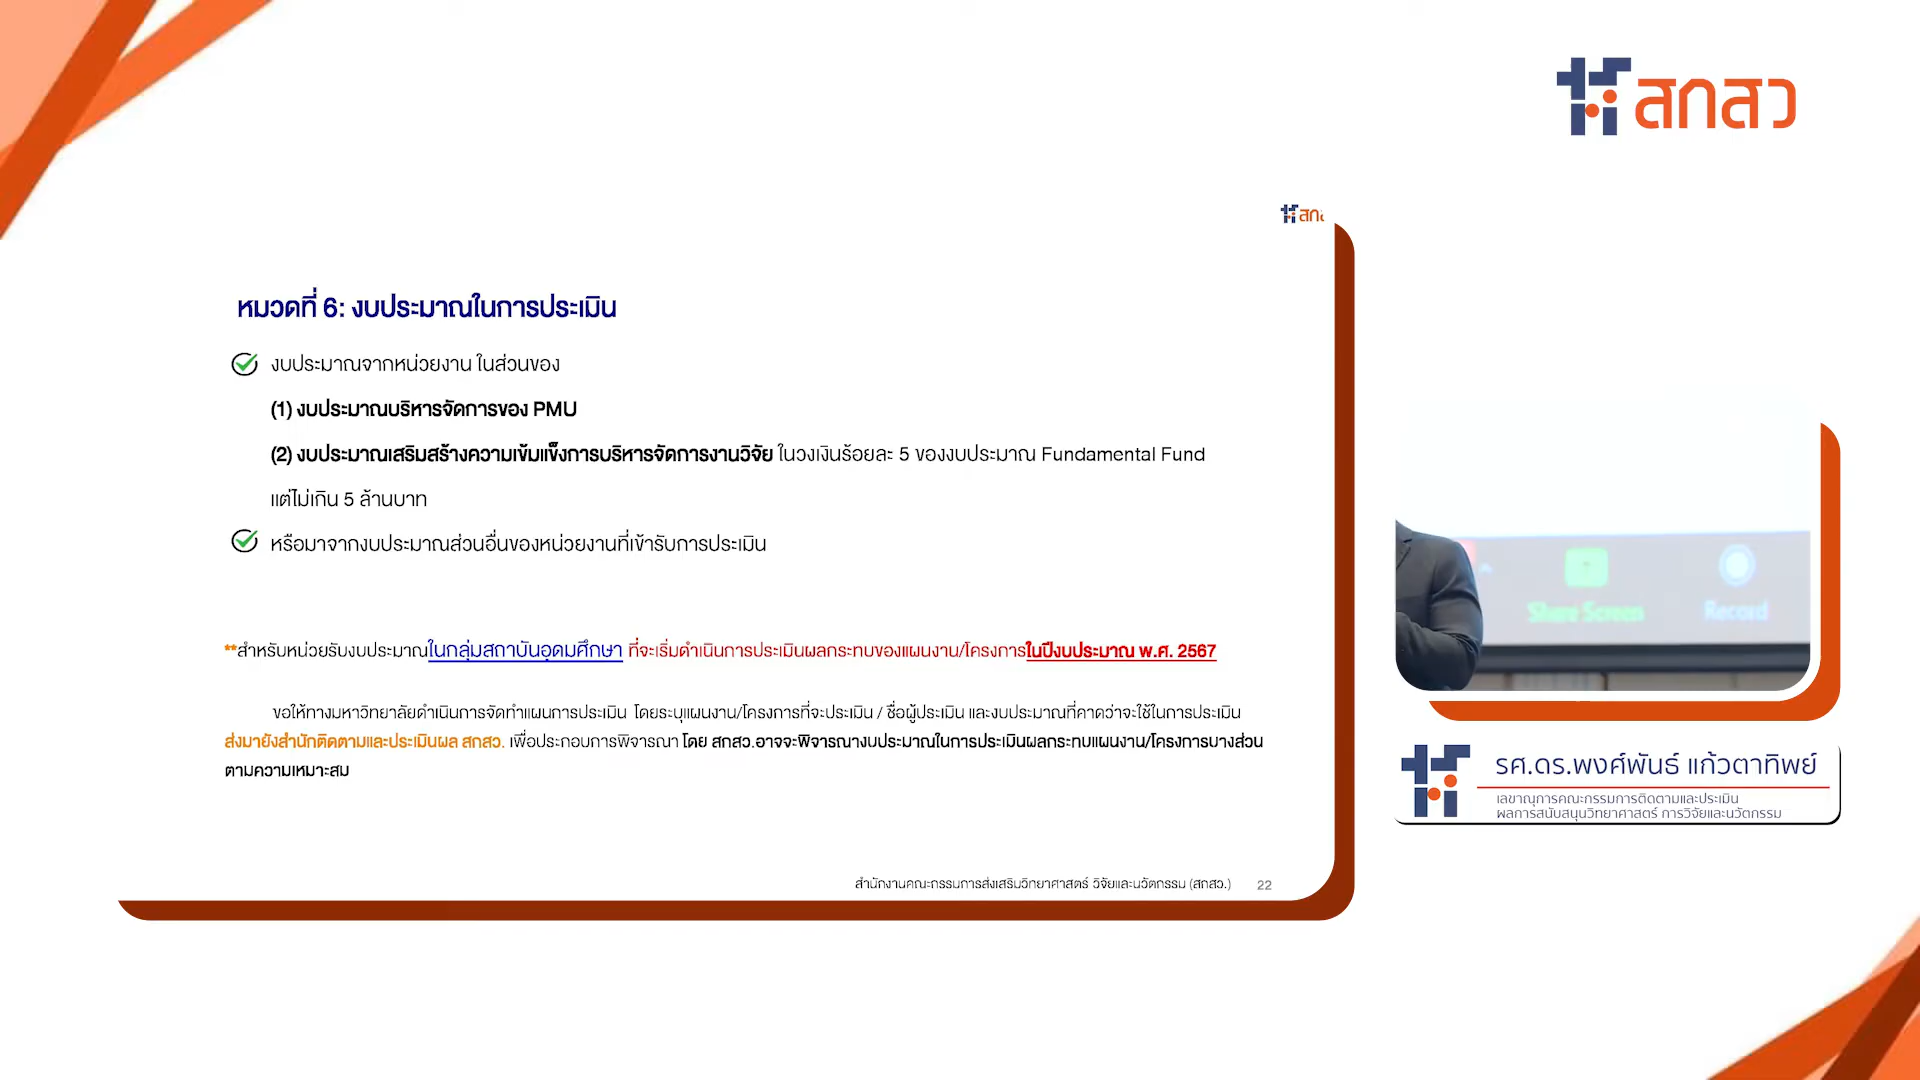 สกสว
หมวดที่ 6: งบประมาณในการประเมิน
งบประมาณจากหน่วยงาน ในส่วนของ
(1) งบประมาณบริหารจัดการของ PMU
(2) งบประมาณเสริมสร้างความเข้มแข็งการบริหารจัดการงานวิจัย ในวงเงินร้อยละ 5 ของงบประมาณ Fundamental Fund
แต่ไม่เกิน 5 ล้านบาท
หรือมาจากงบประมาณส่วนอื่นของหน่วยงานที่เข้ารับการประเมิน
**สำหรับหน่วยรับงบประมาณในกลุ่มสถาบันอุดมศึกษา ที่จะเริ่มดำเนินการประเมินผลกระทบของแผนงาน/โครงการในปีงบประมาณ พ.ศ. 2567
ขอให้ทางมหาวิทยาลัยดำเนินการจัดทำแผนการประเมิน โดยระบุแผนงาน/โครงการที่จะประเมิน / ชื่อผู้ประเมิน และงบประมาณที่คาดว่าจะใช้ในการประเมิน
ส่งมายังสำนักติดตามและประเมินผล สกสว. เพื่อประกอบการพิจารณา โดย สกสว.อาจจะพิจารณางบประมาณในการประเมินผลกระทบแผนงาน/โครงการบางส่วน
ตามความเหมาะสม
สำนักงานคณะกรรมการส่งเสริมวิทยาศาสตร์ วิจัยและนวัตกรรม (สกสว.) 22
Share Screen Record
รศ.ดร.พงศ์พันธ์ แก้วตาทิพย์
เลขาณุการคณะกรรมการติดตามและประเมิน
ผลการสนับสนุนวิทยาศาสตร์ การวิจัยและนวัตกรรม